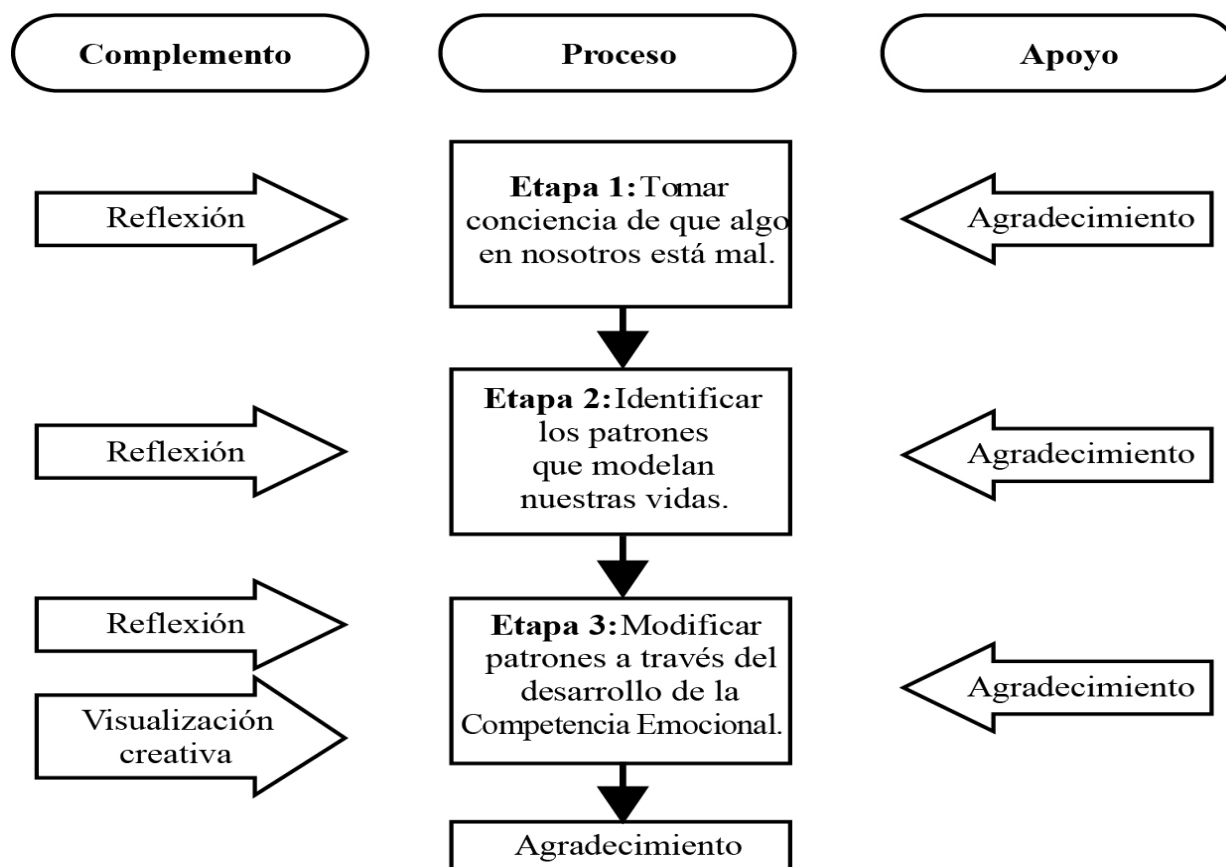 Complemento
Proceso
Apoyo
Reflexión
Etapa 1: Tomar
conciencia de que algo
en nosotros está mal.
Agradecimiento
Reflexión
Etapa 2: Identificar
los patrones
que modelan
nuestras vidas.
Agradecimiento
Reflexión
Visualización
creativa
Etapa 3: Modificar
patrones a través del
desarrollo de la
Competencia Emocional.
Agradecimiento
Agradecimiento